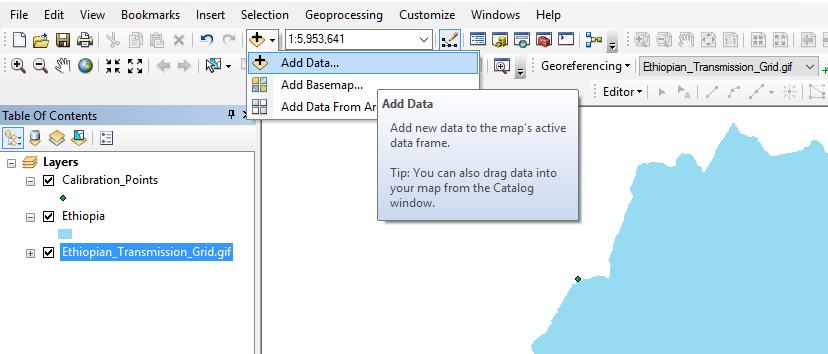 File Edit View Bookmarks Insert Selection Geoprocessing Customize Windows Help
1:5,953,641
Add Data...
Georeferencing Ethiopian_Transmission_Grid.gif
Add Basemap...
Editor
Add Data From Ar
Add Data
Add new data to the map's active
data frame.
Tip: You can also drag data into
your map from the Catalog
window.
Table Of Contents
Layers
Calibration_Points
Ethiopia
Ethiopian_Transmission_Grid.gif